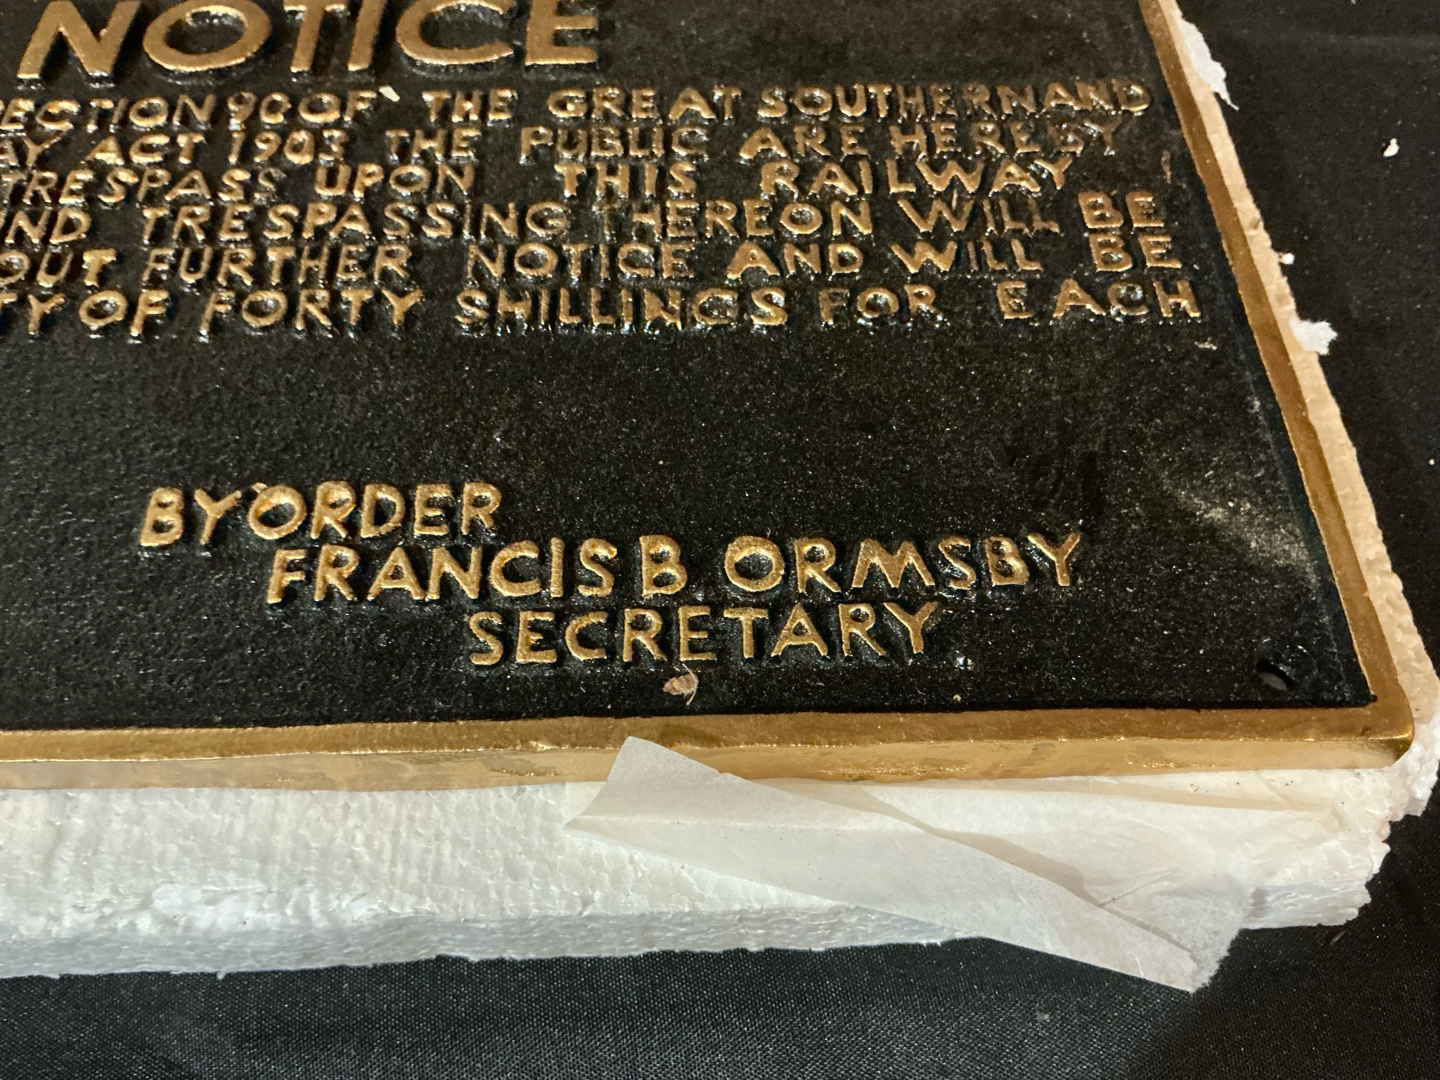 NOTICE
ECTION 90 OF THE GREAT SOUTHERN AND
AY ACT 1903 THE PUBLIC ARE HEREBY
TRESPASS UPON THIS RAILWAY
UND TRESPASSING THEREON WILL BE
OUT FURTHER NOTICE AND WILL BE
TY OF FORTY SHILLINGS FOR EACH
BY ORDER
FRANCIS B ORMSBY
SECRETARY